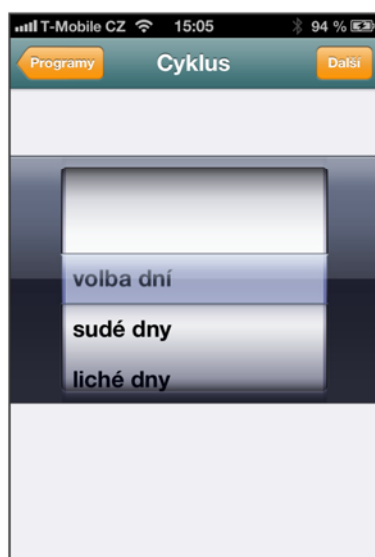 T-Mobile CZ 15:05 94 %
Programy Cyklus Další
volba dní
sudé dny
liché dny